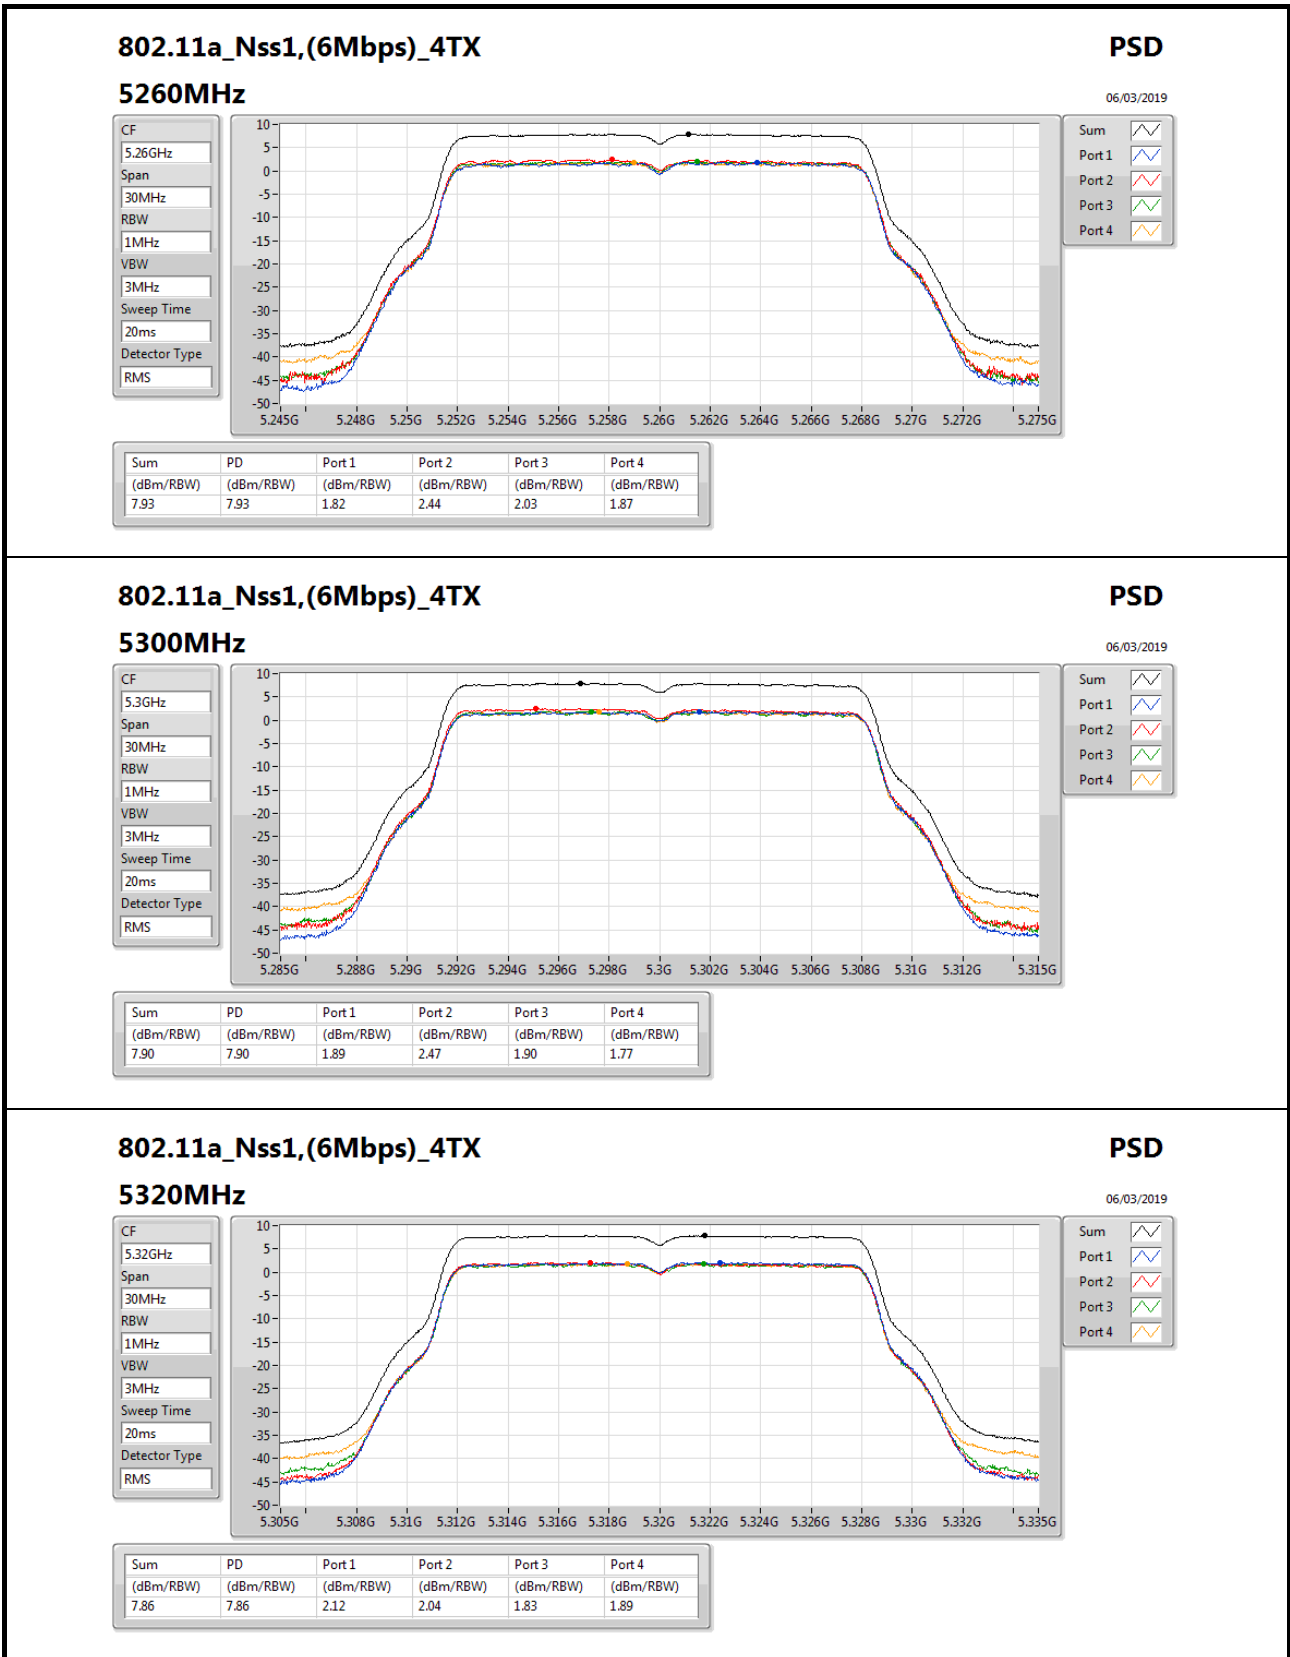 802.11a_Nss1,(6Mbps)_4TX PSD
5260MHz 06/03/2019
CF
5.26GHz
Span
30MHz
RBW
1MHz
VBW
3MHz
Sweep Time
20ms
Detector Type
RMS
10
5
0
-5
-10
-15
-20
-25
-30
-35
-40
-45
-50
5.245G 5.248G 5.25G 5.252G 5.254G 5.256G 5.258G 5.26G 5.262G 5.264G 5.266G 5.268G 5.27G 5.272G 5.275G
Sum
Port 1
Port 2
Port 3
Port 4
Sum PD Port 1 Port 2 Port 3 Port 4
(dBm/RBW) (dBm/RBW) (dBm/RBW) (dBm/RBW) (dBm/RBW) (dBm/RBW)
7.93 7.93 1.82 2.44 2.03 1.87
802.11a_Nss1,(6Mbps)_4TX PSD
5300MHz 06/03/2019
CF
5.3GHz
Span
30MHz
RBW
1MHz
VBW
3MHz
Sweep Time
20ms
Detector Type
RMS
10
5
0
-5
-10
-15
-20
-25
-30
-35
-40
-45
-50
5.285G 5.288G 5.29G 5.292G 5.294G 5.296G 5.298G 5.3G 5.302G 5.304G 5.306G 5.308G 5.31G 5.312G 5.315G
Sum
Port 1
Port 2
Port 3
Port 4
Sum PD Port 1 Port 2 Port 3 Port 4
(dBm/RBW) (dBm/RBW) (dBm/RBW) (dBm/RBW) (dBm/RBW) (dBm/RBW)
7.90 7.90 1.89 2.47 1.90 1.77
802.11a_Nss1,(6Mbps)_4TX PSD
5320MHz 06/03/2019
CF
5.32GHz
Span
30MHz
RBW
1MHz
VBW
3MHz
Sweep Time
20ms
Detector Type
RMS
10
5
0
-5
-10
-15
-20
-25
-30
-35
-40
-45
-50
5.305G 5.308G 5.31G 5.312G 5.314G 5.316G 5.318G 5.32G 5.322G 5.324G 5.326G 5.328G 5.33G 5.332G 5.335G
Sum
Port 1
Port 2
Port 3
Port 4
Sum PD Port 1 Port 2 Port 3 Port 4
(dBm/RBW) (dBm/RBW) (dBm/RBW) (dBm/RBW) (dBm/RBW) (dBm/RBW)
7.86 7.86 2.12 2.04 1.83 1.89